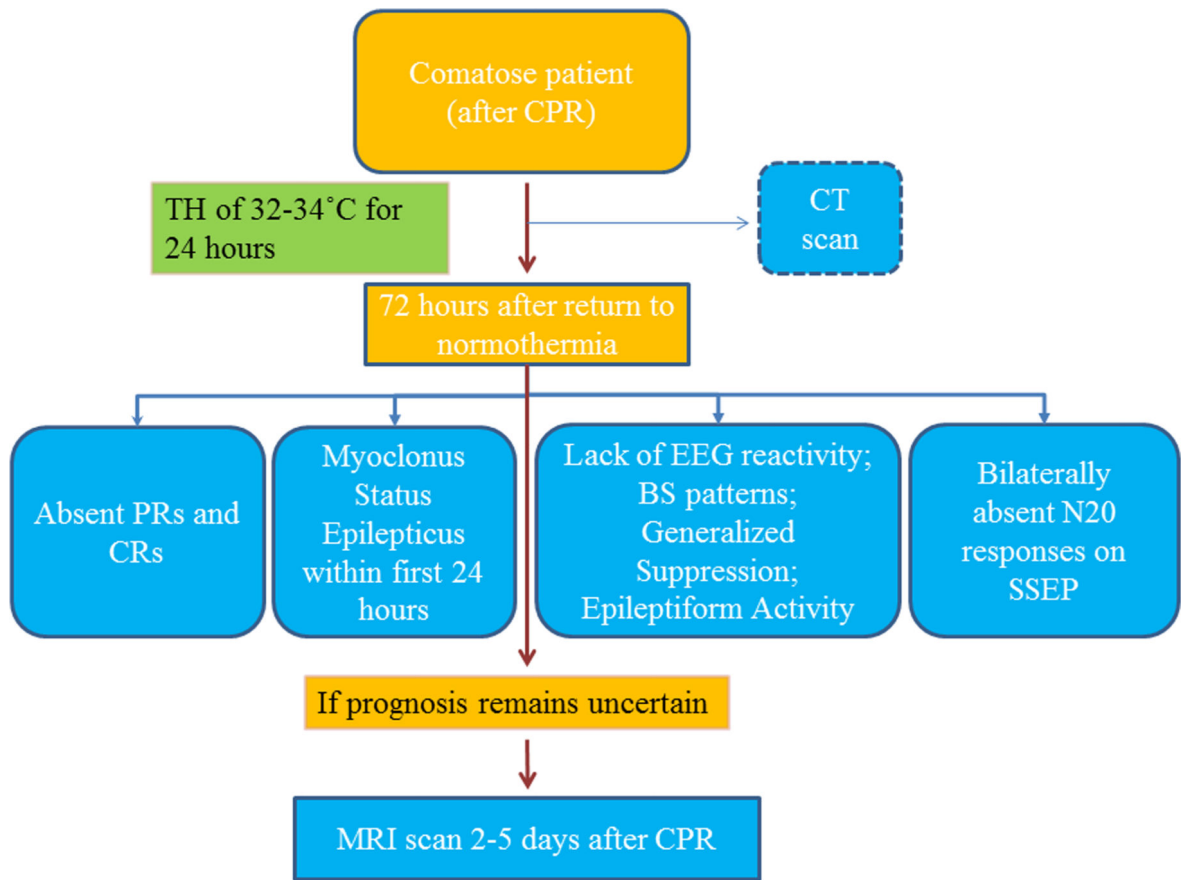 Comatose patient
(after CPR)
TH of 32-34˚C for
24 hours
CT
scan
72 hours after return to
normothermia
Absent PRs and
CRs
Myoclonus
Status
Epilepticus
within first 24
hours
Lack of EEG reactivity;
BS patterns;
Generalized
Suppression;
Epileptiform Activity
Bilaterally
absent N20
responses on
SSEP
If prognosis remains uncertain
MRI scan 2-5 days after CPR